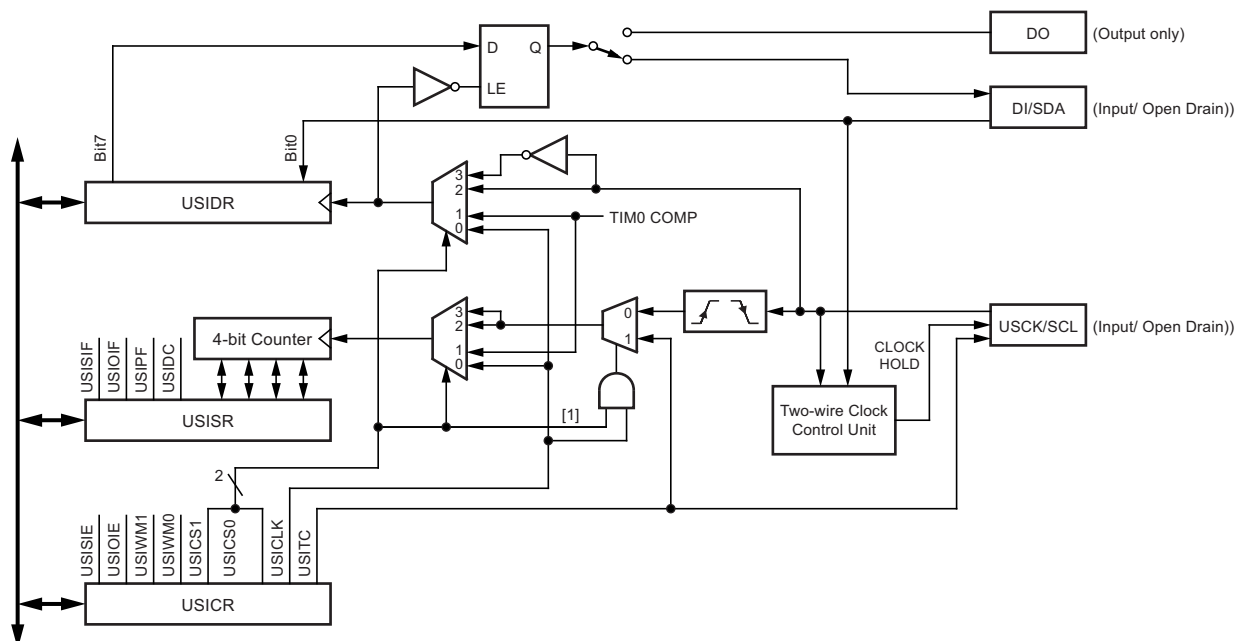 DO (Output only)
D Q
LE
DI/SDA (Input/ Open Drain))
Bit7
Bit0
3
2
1
0
TIM0 COMP
USIDR
3
2
1
0
0
1
4-bit Counter
USCK/SCL (Input/ Open Drain))
CLOCK
HOLD
USISIF
USIOIF
USIPF
USIDC
[1]
Two-wire Clock
Control Unit
USISR
2
USISIE
USIOIE
USIWM1
USIWM0
USICS1
USICS0
USICLK
USITC
USICR